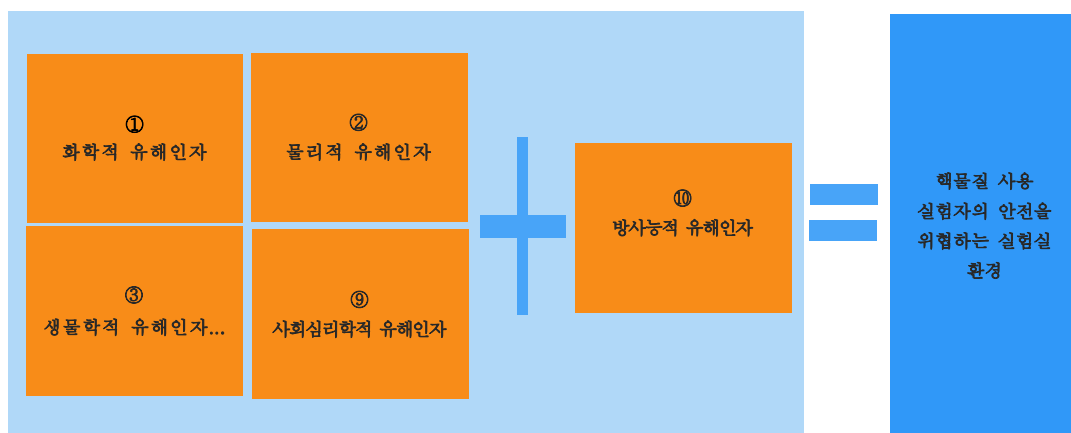 ①
화학적 유해인자
②
물리적 유해인자
③
생물학적 유해인자...
⑨
사회심리학적 유해인자
⑩
방사능적 유해인자
핵물질 사용
실험자의 안전을
위협하는 실험실
환경